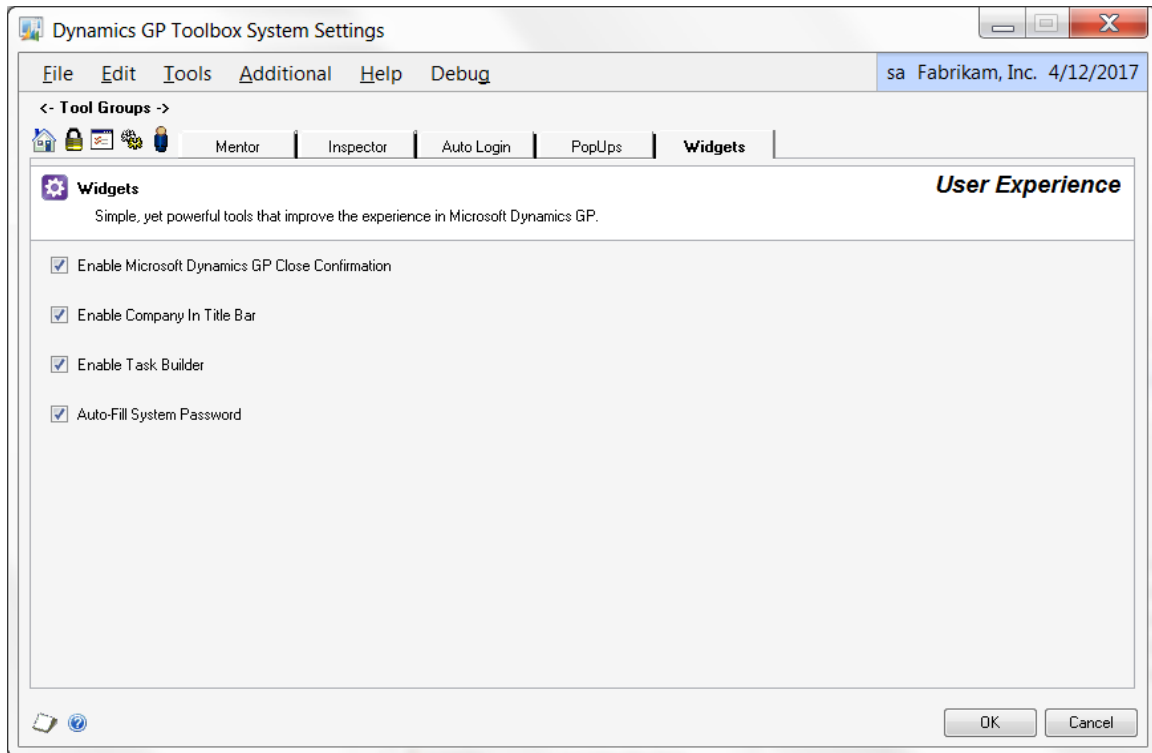 Dynamics GP Toolbox System Settings
File Edit Tools Additional Help Debug sa Fabrikam, Inc. 4/12/2017
<- Tool Groups ->
Mentor Inspector Auto Login PopUps Widgets
Widgets User Experience
Simple, yet powerful tools that improve the experience in Microsoft Dynamics GP.
Enable Microsoft Dynamics GP Close Confirmation
Enable Company In Title Bar
Enable Task Builder
Auto-Fill System Password
OK Cancel